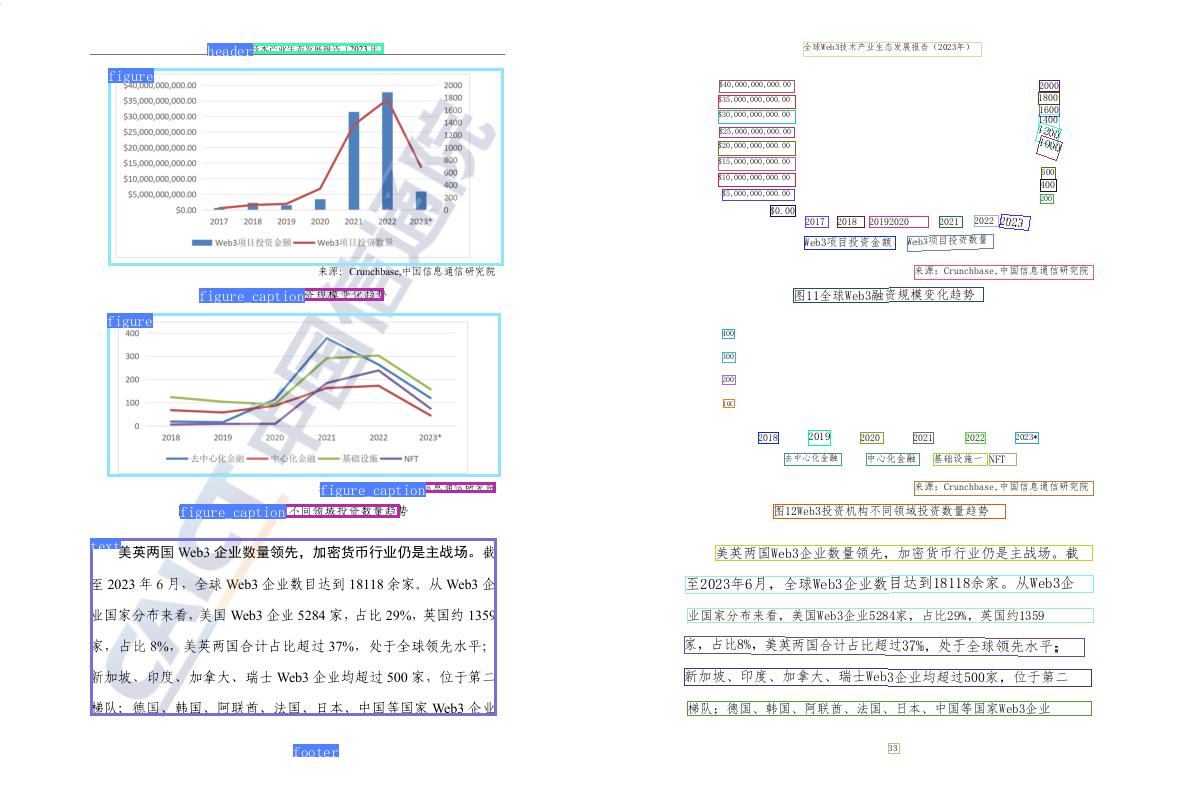 header 技术产业生态发展报告（2023年
figure
$40,000,000,000.00
$35,000,000,000.00
$30,000,000,000.00
$25,000,000,000.00
$20,000,000,000.00
$15,000,000,000.00
$10,000,000,000.00
$5,000,000,000.00
$0.00
2000
1800
1600
1400
1200
1000
800
600
400
200
0
2017 2018 2019 2020 2021 2022 2023*
Web3项目投资金额 Web3项目投资数量
来源：Crunchbase,中国信息通信研究院
figure_caption 资规模变化趋势
figure
400
300
200
100
0
2018 2019 2020 2021 2022 2023*
去中心化金融 中心化金融 基础设施 NFT
figure_caption 息通信研究院
figure_caption 不同领域投资数量趋势
text
美英两国 Web3 企业数量领先，加密货币行业仍是主战场。截
至 2023 年 6 月，全球 Web3 企业数目达到 18118 余家。从 Web3 企
业国家分布来看，美国 Web3 企业 5284 家，占比 29%，英国约 1359
家，占比 8%，美英两国合计占比超过 37%，处于全球领先水平；
新加坡、印度、加拿大、瑞士 Web3 企业均超过 500 家，位于第二
梯队；德国、韩国、阿联酋、法国、日本、中国等国家 Web3 企业
footer
CAICT 中国信通院
全球Web3技术产业生态发展报告（2023年）
$40,000,000,000.00
$35,000,000,000.00
$30,000,000,000.00
$25,000,000,000.00
$20,000,000,000.00
$15,000,000,000.00
$10,000,000,000.00
$5,000,000,000.00
$0.00
2000
1800
1600
1400
1200
1000
600
400
200
2017 2018 20192020 2021 2022 2023
Web3项目投资金额 Web3项目投资数量
来源：Crunchbase,中国信息通信研究院
图11全球Web3融资规模变化趋势
400
300
200
100
2018 2019 2020 2021 2022 2023*
去中心化金融 中心化金融 基础设施一 NFT
来源：Crunchbase,中国信息通信研究院
图12Web3投资机构不同领域投资数量趋势
美英两国Web3企业数量领先，加密货币行业仍是主战场。截
至2023年6月，全球Web3企业数目达到18118余家。从Web3企
业国家分布来看，美国Web3企业5284家，占比29%，英国约1359
家，占比8%，美英两国合计占比超过37%，处于全球领先水平；
新加坡、印度、加拿大、瑞士Web3企业均超过500家，位于第二
梯队；德国、韩国、阿联酋、法国、日本、中国等国家Web3企业
33